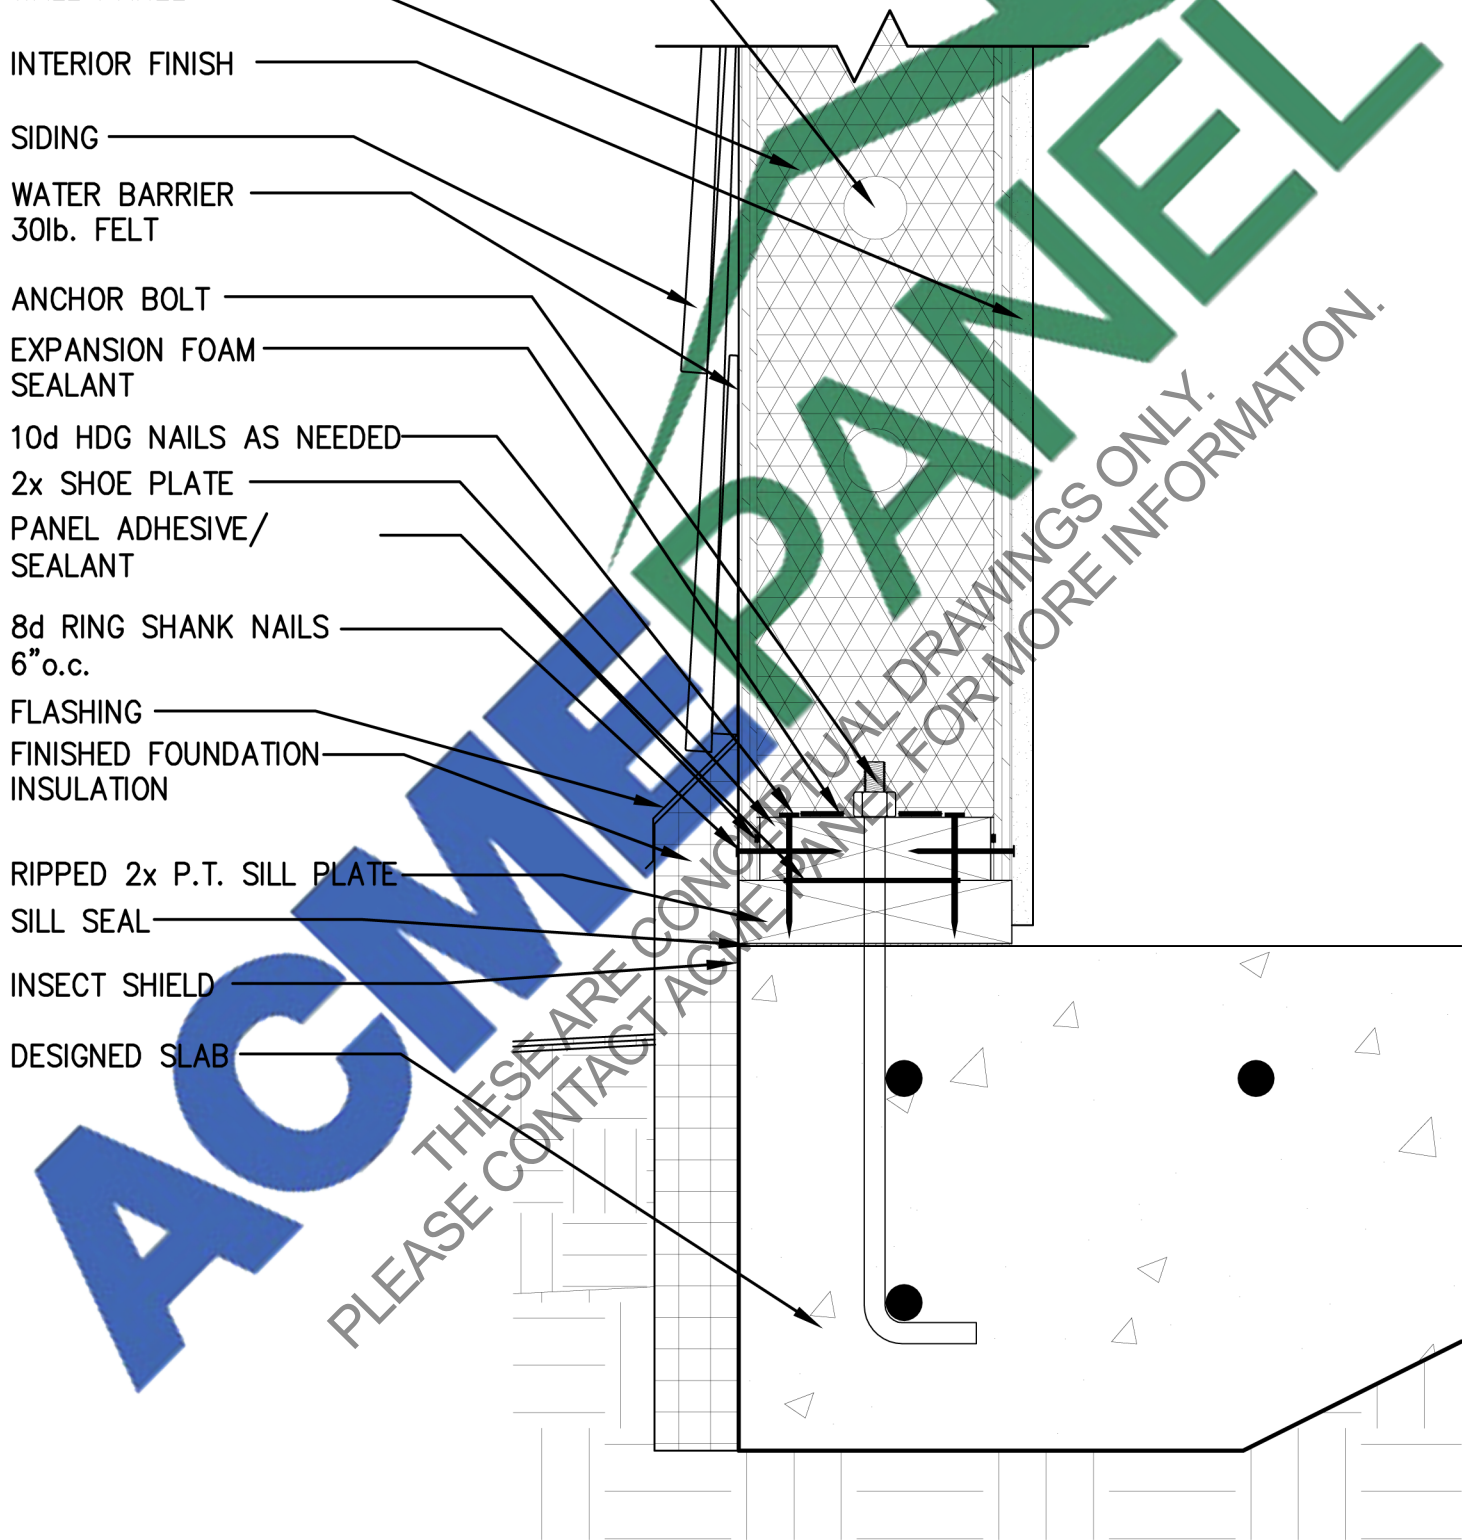 INTERIOR FINISH
SIDING
WATER BARRIER
30lb. FELT
ANCHOR BOLT
EXPANSION FOAM
SEALANT
10d HDG NAILS AS NEEDED
2x SHOE PLATE
PANEL ADHESIVE/
SEALANT
8d RING SHANK NAILS
6"o.c.
FLASHING
FINISHED FOUNDATION
INSULATION
RIPPED 2x P.T. SILL PLATE
SILL SEAL
INSECT SHIELD
DESIGNED SLAB
ACME PANEL
THESE ARE CONCEPTUAL DRAWINGS ONLY.
PLEASE CONTACT ACME PANEL FOR MORE INFORMATION.